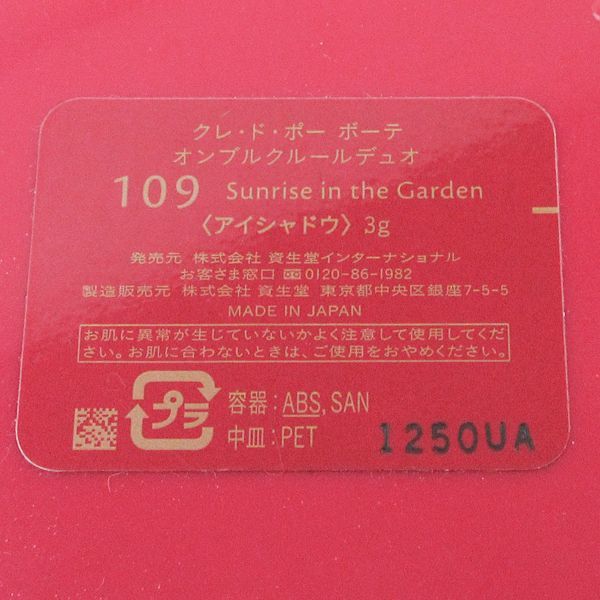 クレ・ド・ポー ボーテ
オンブルクルールデュオ
109 Sunrise in the Garden
〈アイシャドウ〉3g
発売元 株式会社 資生堂インターナショナル
お客さま窓口 0120-86-1982
製造販売元 株式会社 資生堂 東京都中央区銀座7-5-5
MADE IN JAPAN
お肌に異常が生じていないかよく注意して使用してくだ
さい。お肌に合わないときは、ご使用をおやめください。
プラ
容器：ABS, SAN
中皿：PET
1250UA